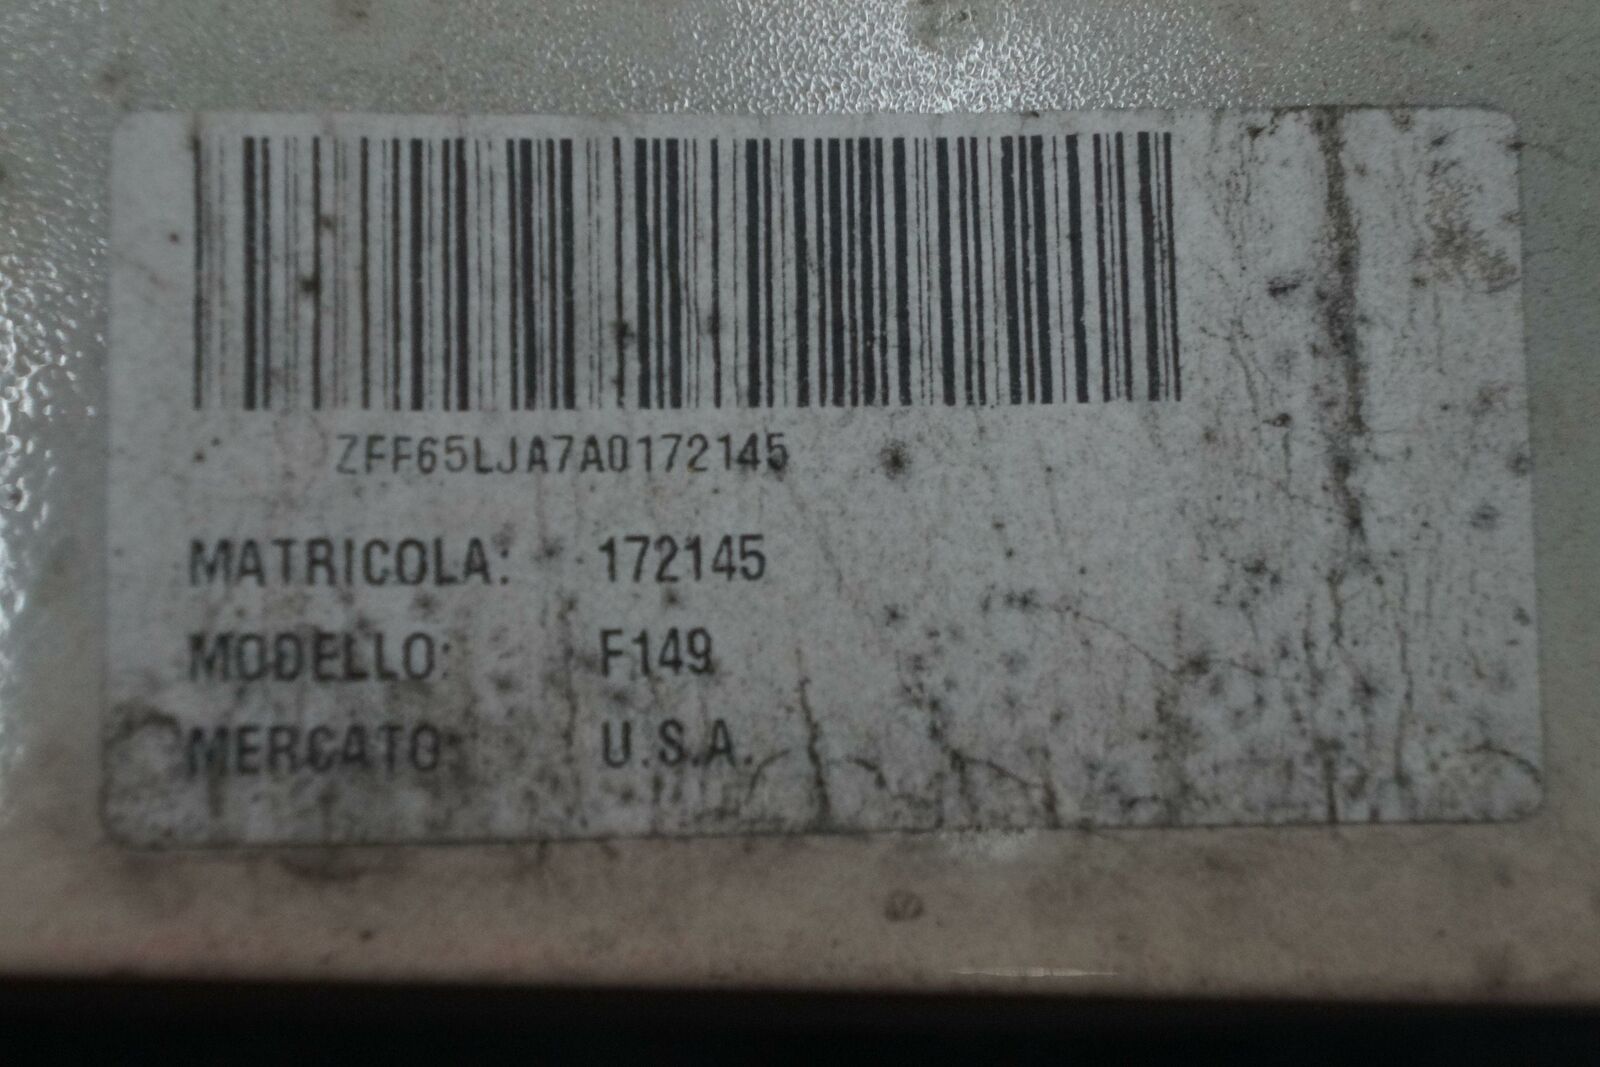 ZFF65LJA7A0172145
MATRICOLA: 172145
MODELLO: F149
MERCATO: U.S.A.